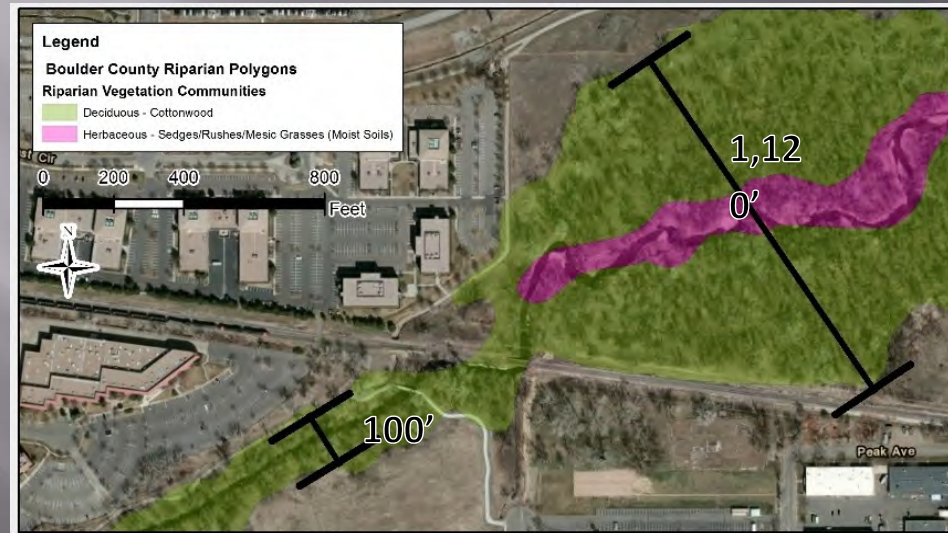 Legend
Boulder County Riparian Polygons
Riparian Vegetation Communities
Deciduous - Cottonwood
Herbaceous - Sedges/Rushes/Mesic Grasses (Moist Soils)
Cir
0 200 400 800
Feet
N
1,12
0’
100’
Peak Ave